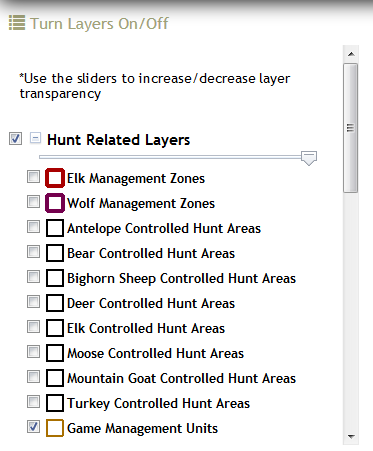 Turn Layers On/Off
*Use the sliders to increase/decrease layer
transparency
Hunt Related Layers
Elk Management Zones
Wolf Management Zones
Antelope Controlled Hunt Areas
Bear Controlled Hunt Areas
Bighorn Sheep Controlled Hunt Areas
Deer Controlled Hunt Areas
Elk Controlled Hunt Areas
Moose Controlled Hunt Areas
Mountain Goat Controlled Hunt Areas
Turkey Controlled Hunt Areas
Game Management Units